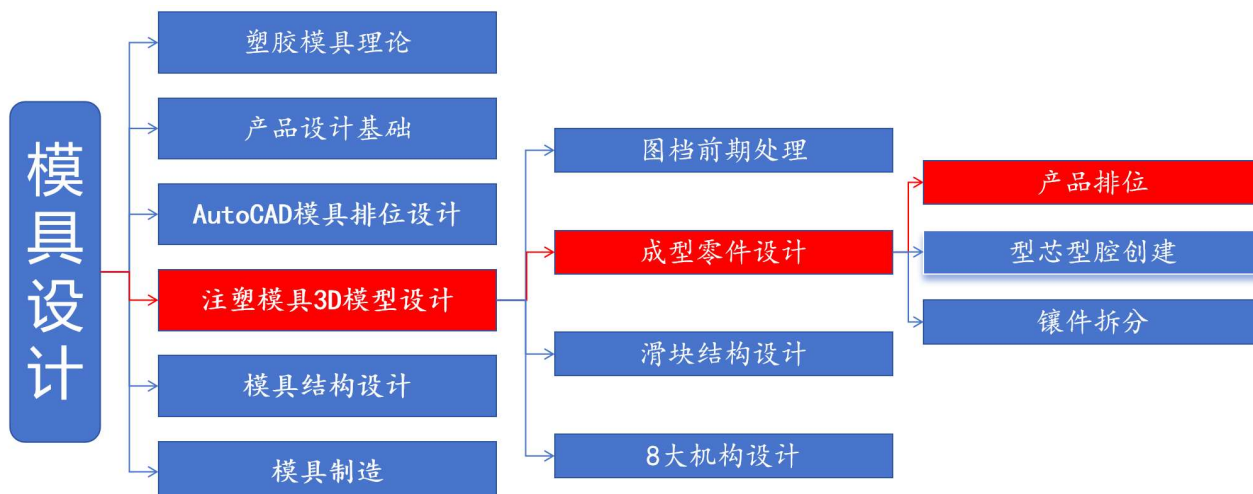 模具设计
塑胶模具理论
产品设计基础
AutoCAD模具排位设计
注塑模具3D模型设计
模具结构设计
模具制造
图档前期处理
成型零件设计
滑块结构设计
8大机构设计
产品排位
型芯型腔创建
镶件拆分